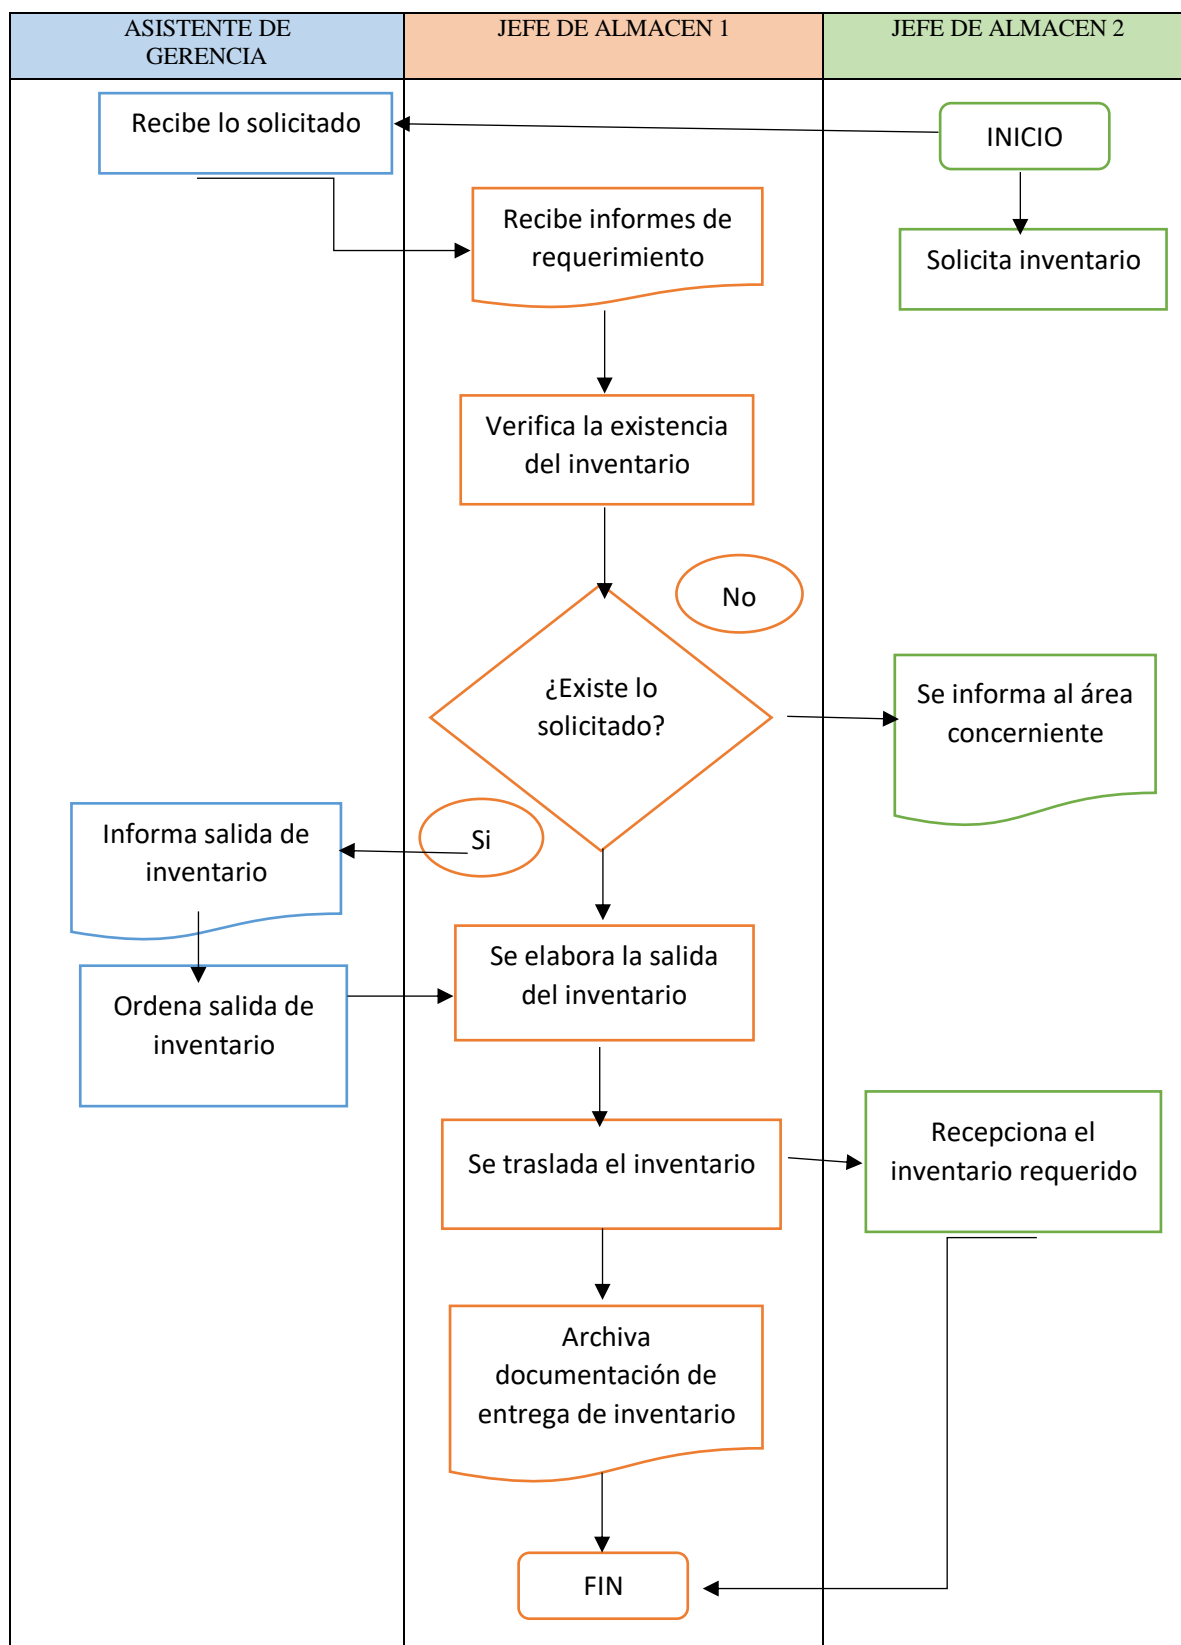 ASISTENTE DE
GERENCIA
JEFE DE ALMACEN 1
JEFE DE ALMACEN 2
Recibe lo solicitado
INICIO
Recibe informes de
requerimiento
Solicita inventario
Verifica la existencia
del inventario
No
¿Existe lo
solicitado?
Se informa al área
concerniente
Si
Informa salida de
inventario
Se elabora la salida
del inventario
Ordena salida de
inventario
Se traslada el inventario
Recepciona el
inventario requerido
Archiva
documentación de
entrega de inventario
FIN